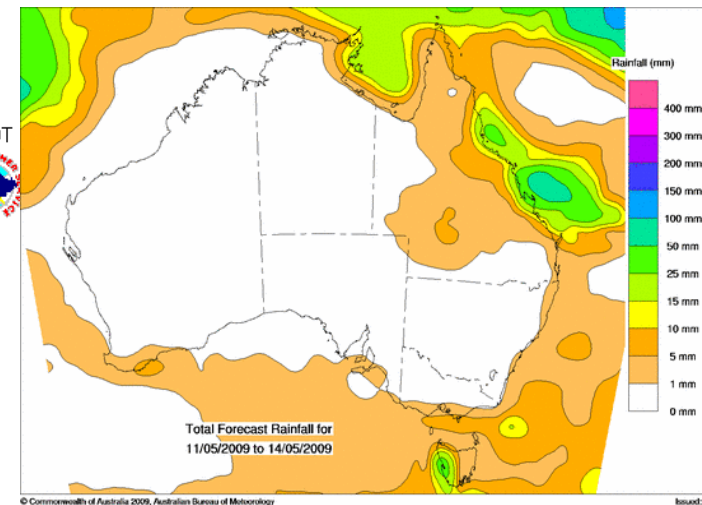 Rainfall (mm)
400 mm
300 mm
200 mm
150 mm
100 mm
50 mm
25 mm
15 mm
10 mm
5 mm
1 mm
0 mm
Total Forecast Rainfall for
11/05/2009 to 14/05/2009
© Commonwealth of Australia 2009, Australian Bureau of Meteorology
Issued: